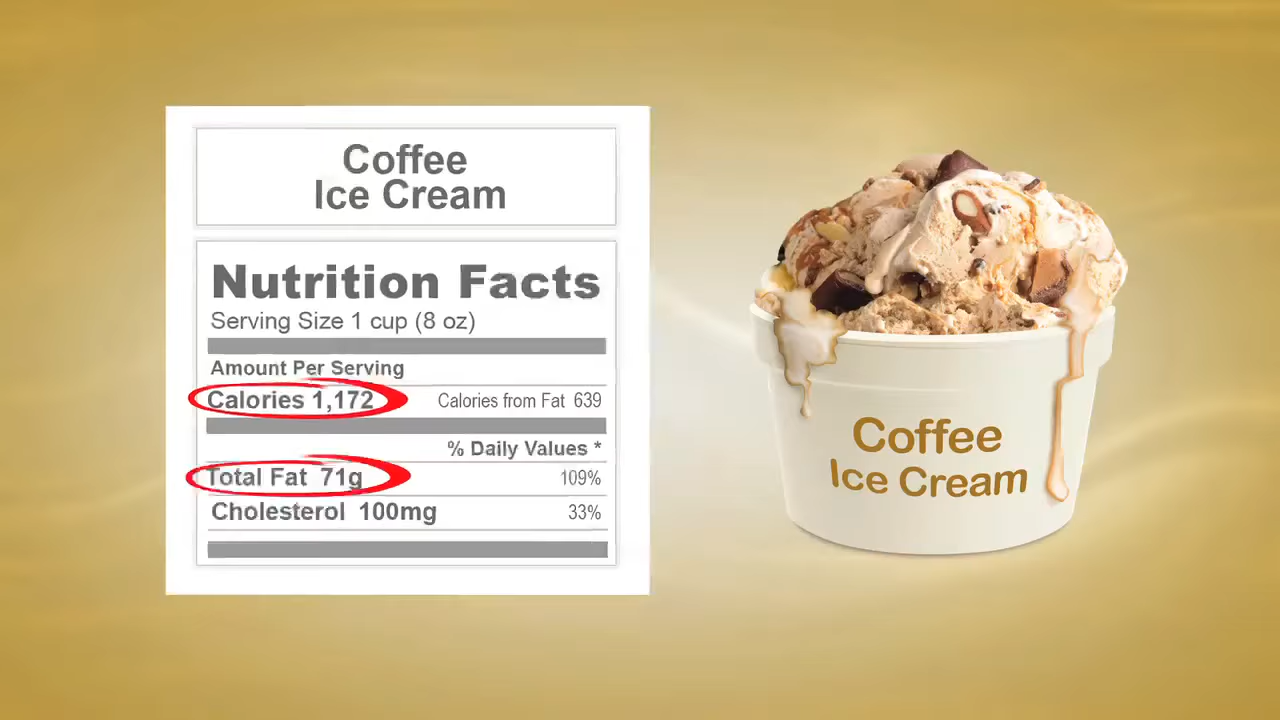 Coffee
Ice Cream
Nutrition Facts
Serving Size 1 cup (8 oz)
Amount Per Serving
Calories 1,172 Calories from Fat 639
% Daily Values *
Total Fat 71g 109%
Cholesterol 100mg 33%
Coffee
Ice Cream